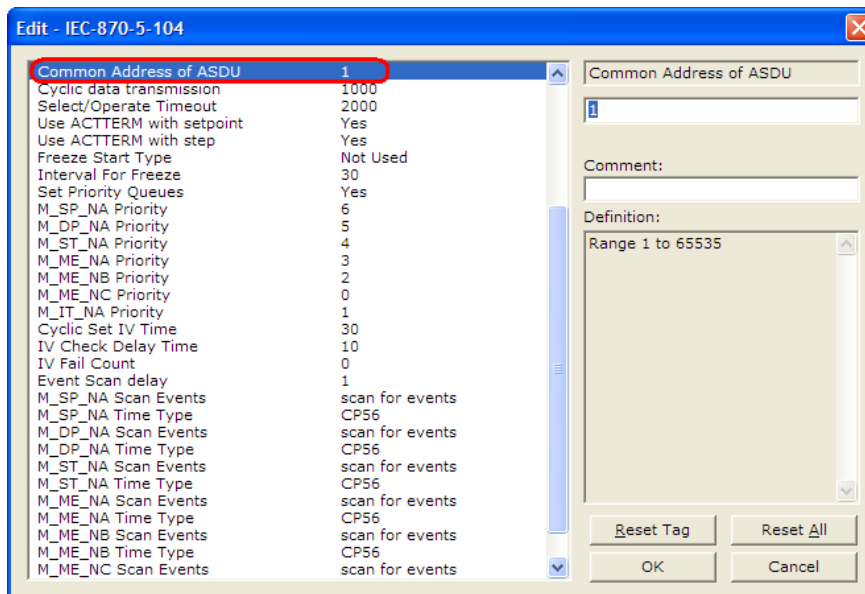 Edit - IEC-870-5-104
Common Address of ASDU 1
Cyclic data transmission 1000
Select/Operate Timeout 2000
Use ACTTERM with setpoint Yes
Use ACTTERM with step Yes
Freeze Start Type Not Used
Interval For Freeze 30
Set Priority Queues Yes
M_SP_NA Priority 6
M_DP_NA Priority 5
M_ST_NA Priority 4
M_ME_NA Priority 3
M_ME_NB Priority 2
M_ME_NC Priority 0
M_IT_NA Priority 1
Cyclic Set IV Time 30
IV Check Delay Time 10
IV Fail Count 0
Event Scan delay 1
M_SP_NA Scan Events scan for events
M_SP_NA Time Type CP56
M_DP_NA Scan Events scan for events
M_DP_NA Time Type CP56
M_ST_NA Scan Events scan for events
M_ST_NA Time Type CP56
M_ME_NA Scan Events scan for events
M_ME_NA Time Type CP56
M_ME_NB Scan Events scan for events
M_ME_NB Time Type CP56
M_ME_NC Scan Events scan for events
Common Address of ASDU
1
Comment:
Definition:
Range 1 to 65535
Reset Tag Reset All
OK Cancel